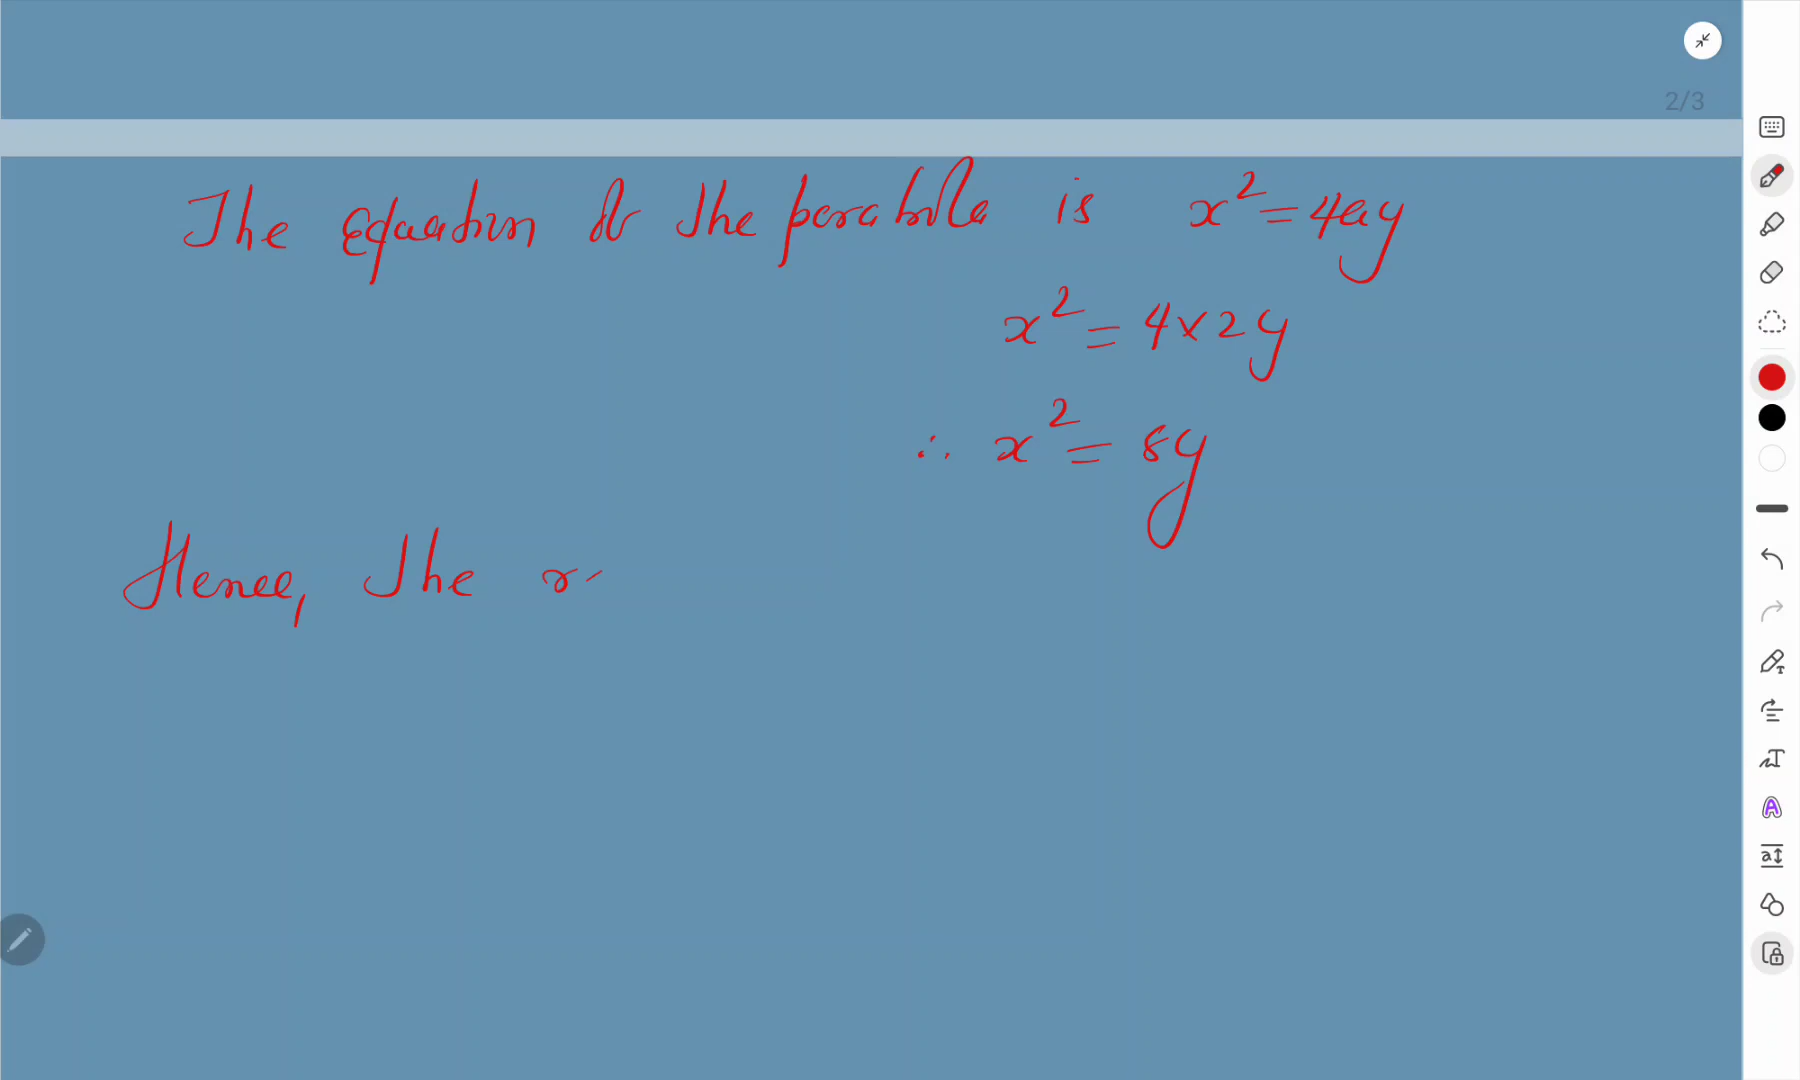 2/3
The Equation of the parabola is x² = 4ay
x² = 4×2y
∴ x² = 8y
Hence, the r